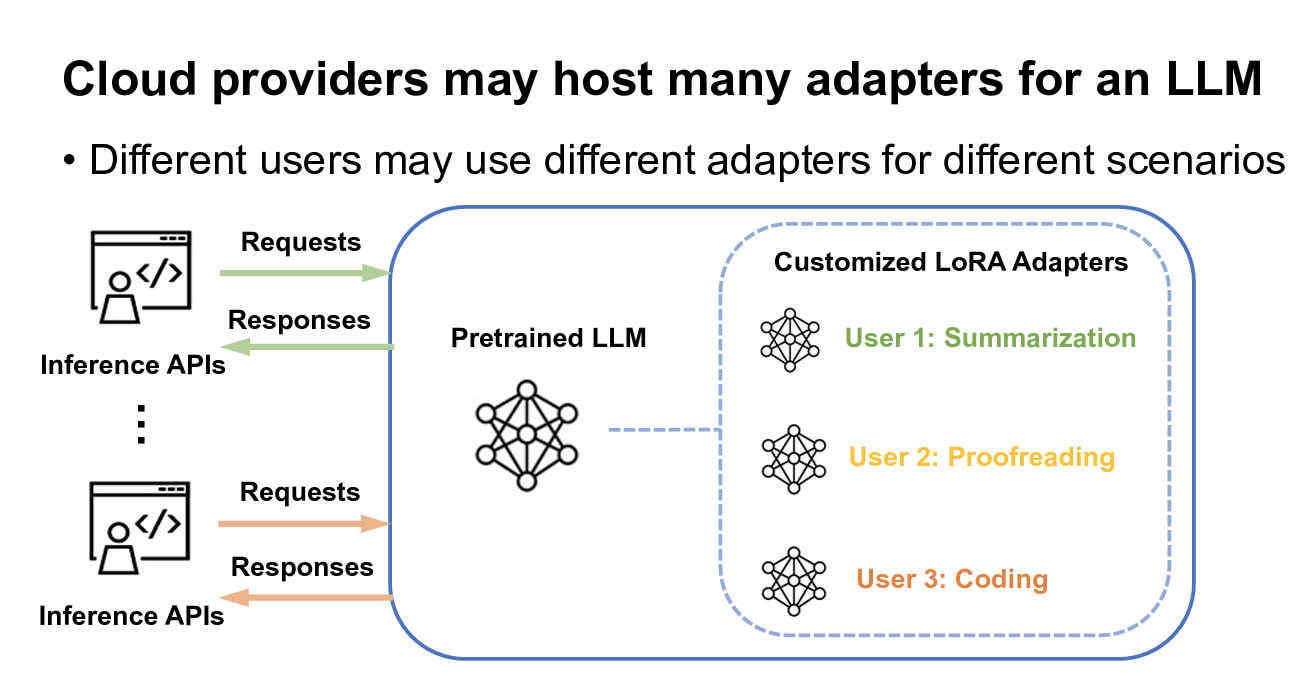 Cloud providers may host many adapters for an LLM
• Different users may use different adapters for different scenarios
Requests
Responses
Inference APIs
Requests
Responses
Inference APIs
Pretrained LLM
Customized LoRA Adapters
User 1: Summarization
User 2: Proofreading
User 3: Coding